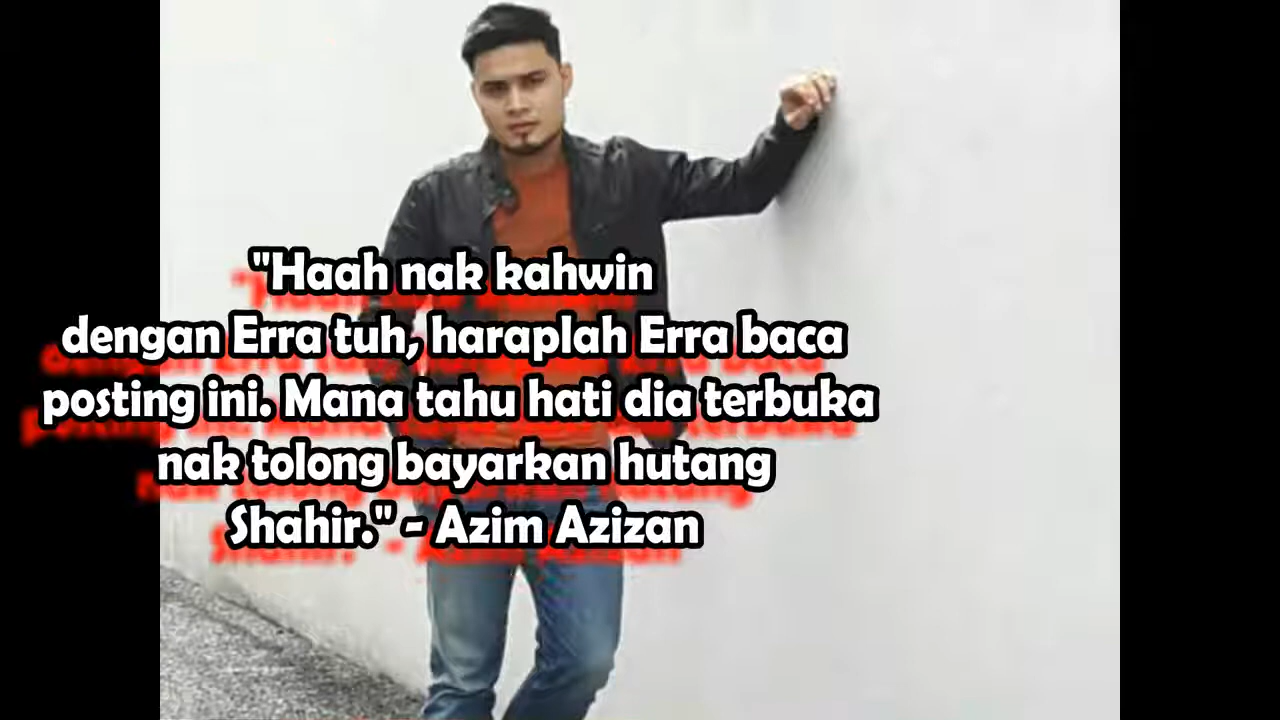 "Haah nak kahwin
dengan Erra tuh, haraplah Erra baca
posting ini. Mana tahu hati dia terbuka
nak tolong bayarkan hutang
Shahir." - Azim Azizan